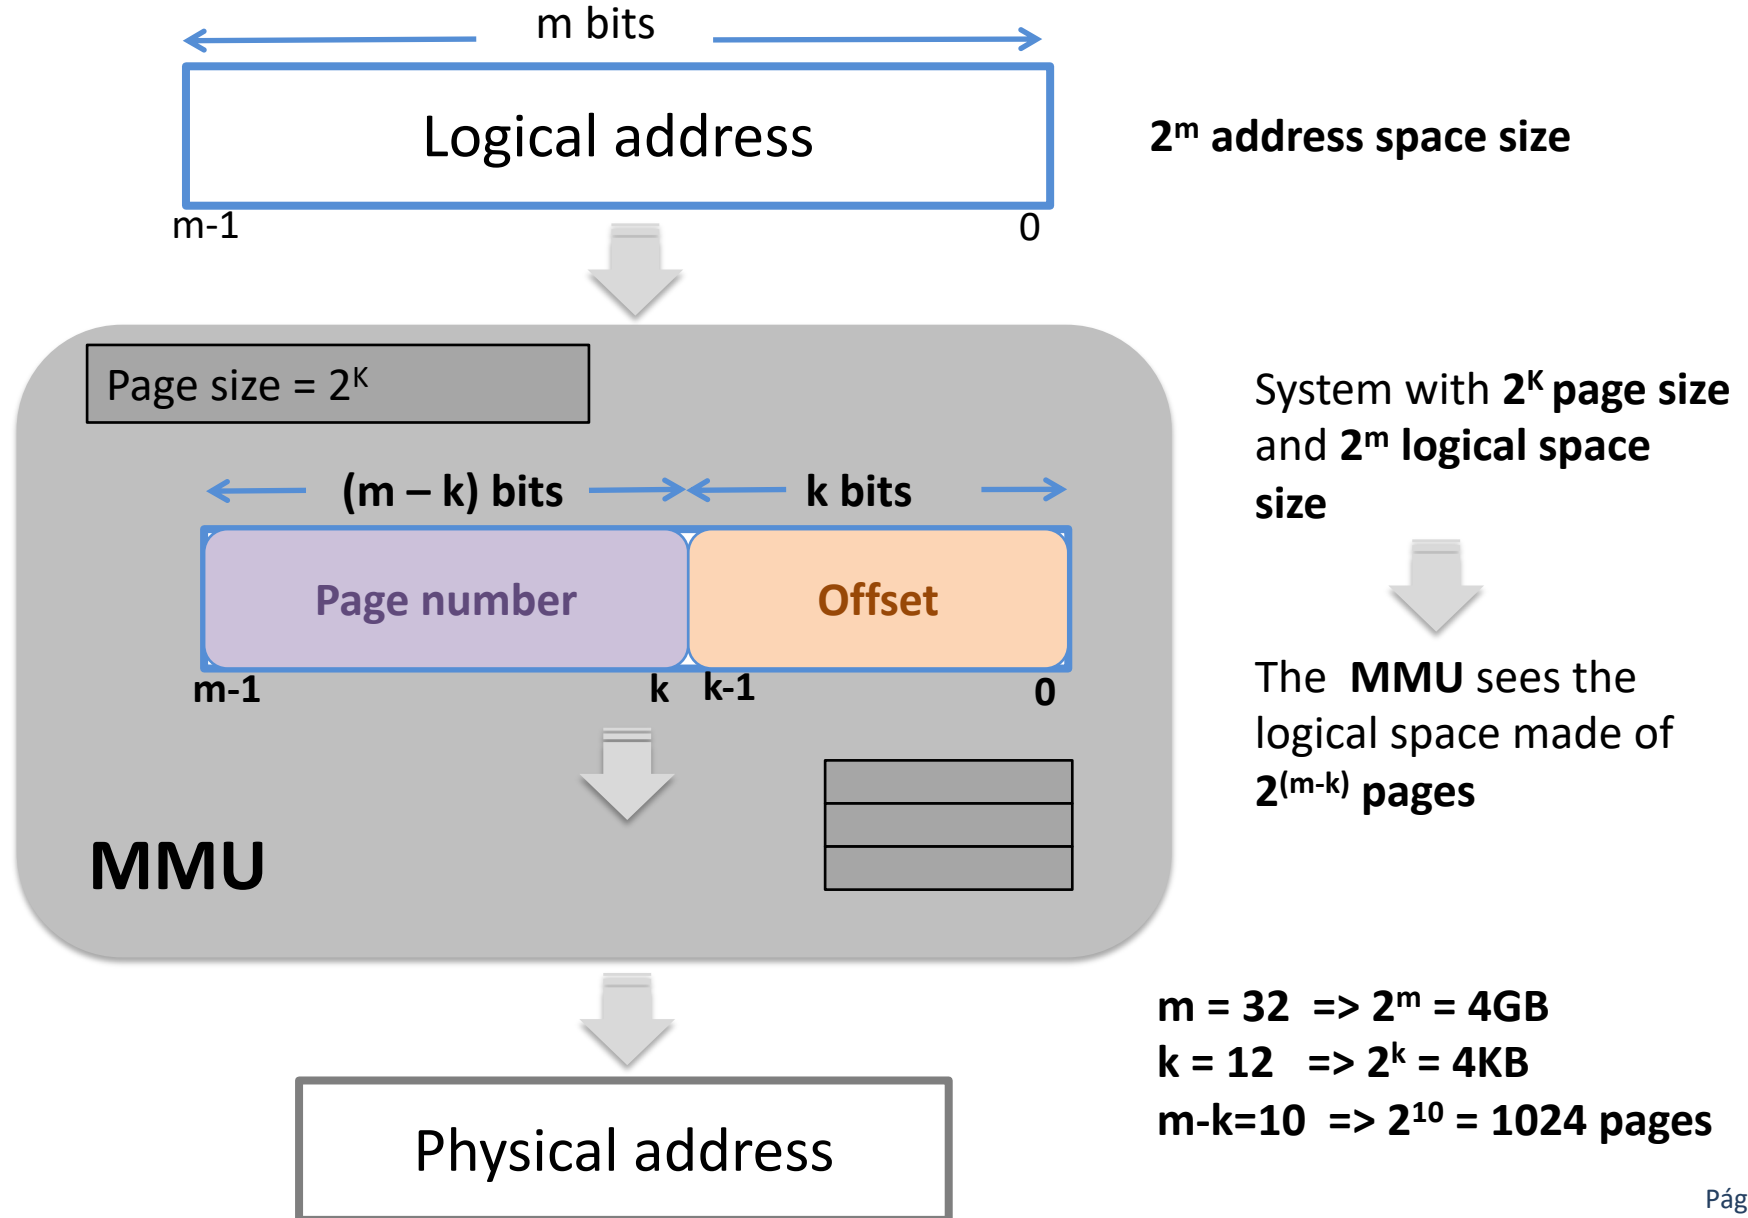 m bits
Logical address
2ᵐ address space size
m-1
0
Page size = 2ᴷ
(m – k) bits
k bits
Page number
Offset
m-1
k
k-1
0
MMU
System with 2ᴷ page size
and 2ᵐ logical space
size
The MMU sees the
logical space made of
2⁽ᵐ⁻ᵏ⁾ pages
m = 32 => 2ᵐ = 4GB
k = 12 => 2ᵏ = 4KB
m-k=10 => 2¹⁰ = 1024 pages
Physical address
Pág